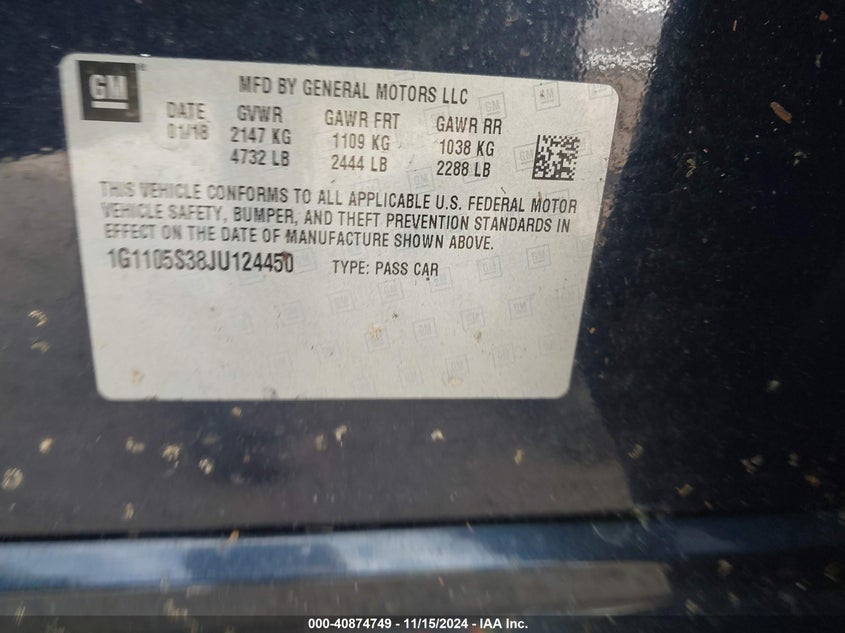 GM
MFD BY GENERAL MOTORS LLC
DATE GVWR GAWR FRT GAWR RR
01/18 2147 KG 1109 KG 1038 KG
4732 LB 2444 LB 2288 LB
THIS VEHICLE CONFORMS TO ALL APPLICABLE U.S. FEDERAL MOTOR
VEHICLE SAFETY, BUMPER, AND THEFT PREVENTION STANDARDS IN
EFFECT ON THE DATE OF MANUFACTURE SHOWN ABOVE.
1G1105S38JU124450 TYPE: PASS CAR
000-40874749 - 11/15/2024 - IAA Inc.